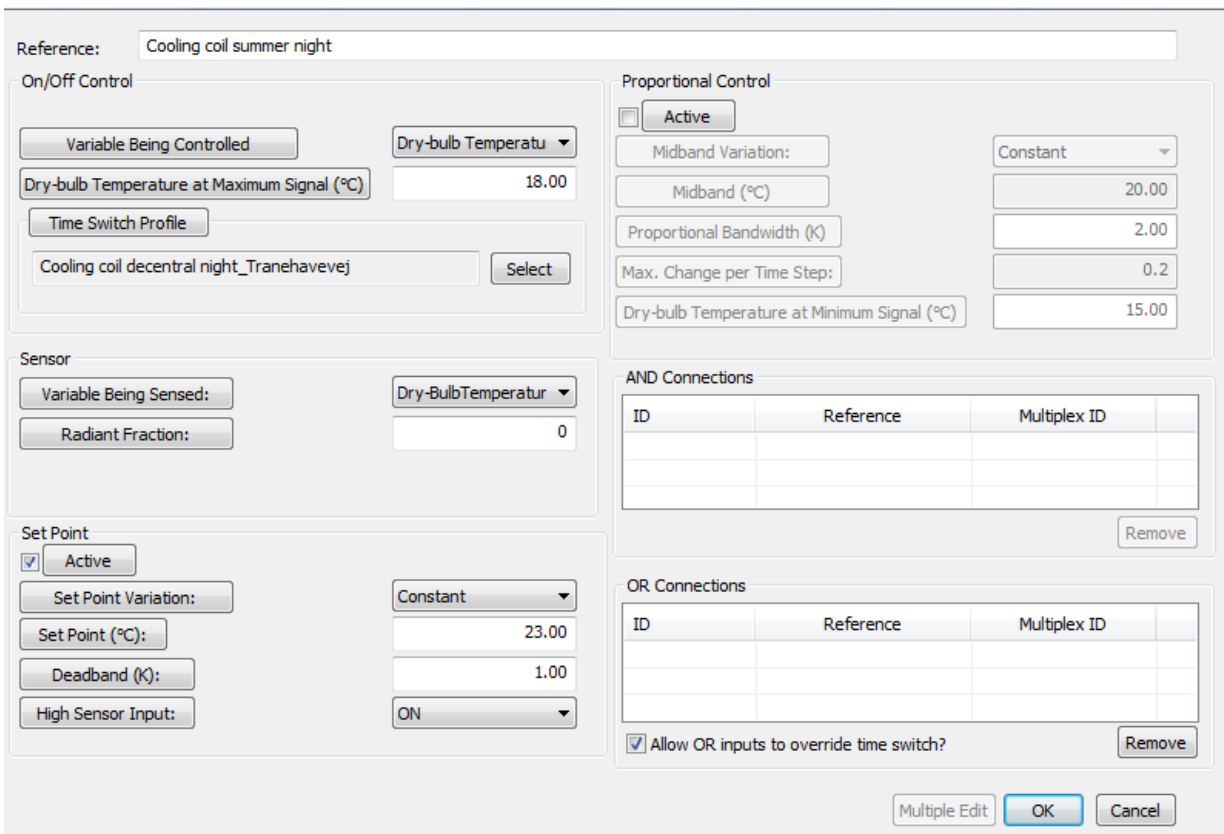 Reference: Cooling coil summer night
On/Off Control
Variable Being Controlled Dry-bulb Temperatu
Dry-bulb Temperature at Maximum Signal (°C) 18.00
Time Switch Profile
Cooling coil decentral night_Tranehavevej Select
Sensor
Variable Being Sensed: Dry-BulbTemperatur
Radiant Fraction: 0
Set Point
Active
Set Point Variation: Constant
Set Point (°C): 23.00
Deadband (K): 1.00
High Sensor Input: ON
Proportional Control
Active
Midband Variation: Constant
Midband (°C) 20.00
Proportional Bandwidth (K) 2.00
Max. Change per Time Step: 0.2
Dry-bulb Temperature at Minimum Signal (°C) 15.00
AND Connections
ID Reference Multiplex ID
Remove
OR Connections
ID Reference Multiplex ID
Allow OR inputs to override time switch? Remove
Multiple Edit OK Cancel